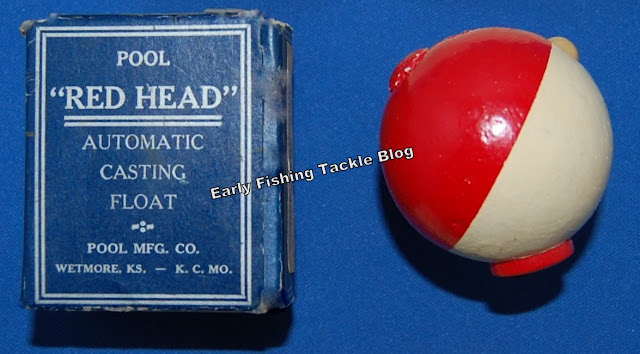 POOL
"RED HEAD"
AUTOMATIC
CASTING
FLOAT
POOL MFG. CO.
WETMORE, KS. — K. C. MO.
Early Fishing Tackle Blog